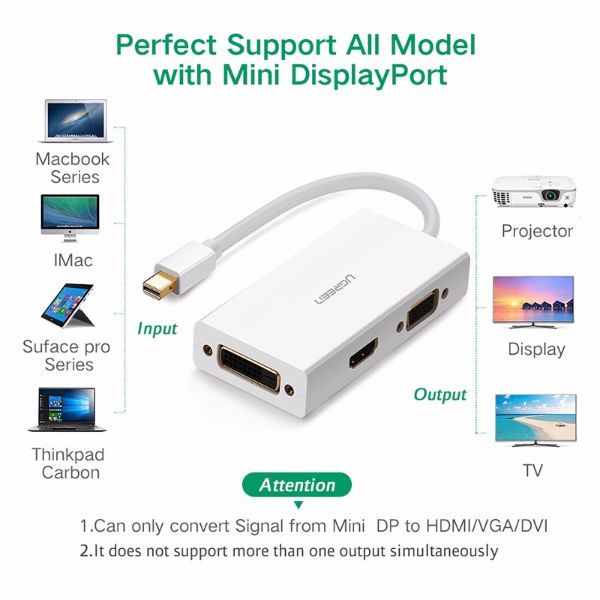 Perfect Support All Model
with Mini DisplayPort
Macbook
Series
IMac
Suface pro
Series
Thinkpad
Carbon
Input
UGREEN
Output
Projector
Display
TV
Attention
1.Can only convert Signal from Mini DP to HDMI/VGA/DVI
2.It does not support more than one output simultaneously